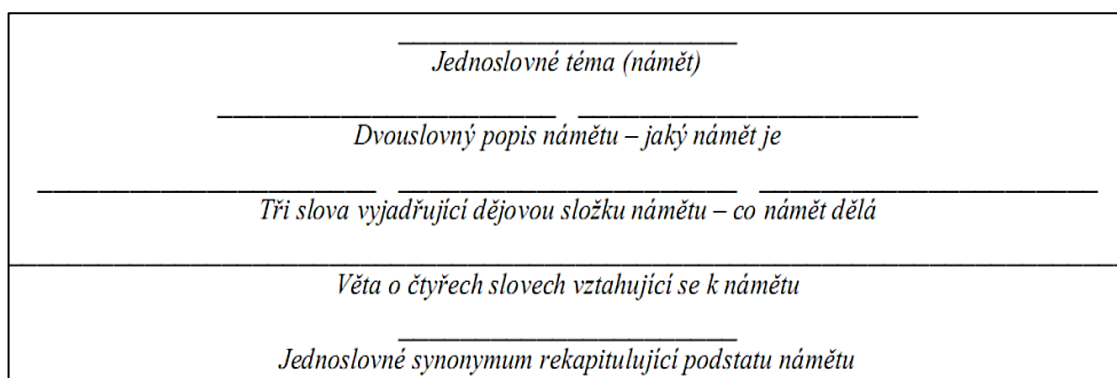 Jednoslovné téma (námět)
Dvouslovný popis námětu – jaký námět je
Tři slova vyjadřující dějovou složku námětu – co námět dělá
Věta o čtyřech slovech vztahující se k námětu
Jednoslovné synonymum rekapitulující podstatu námětu